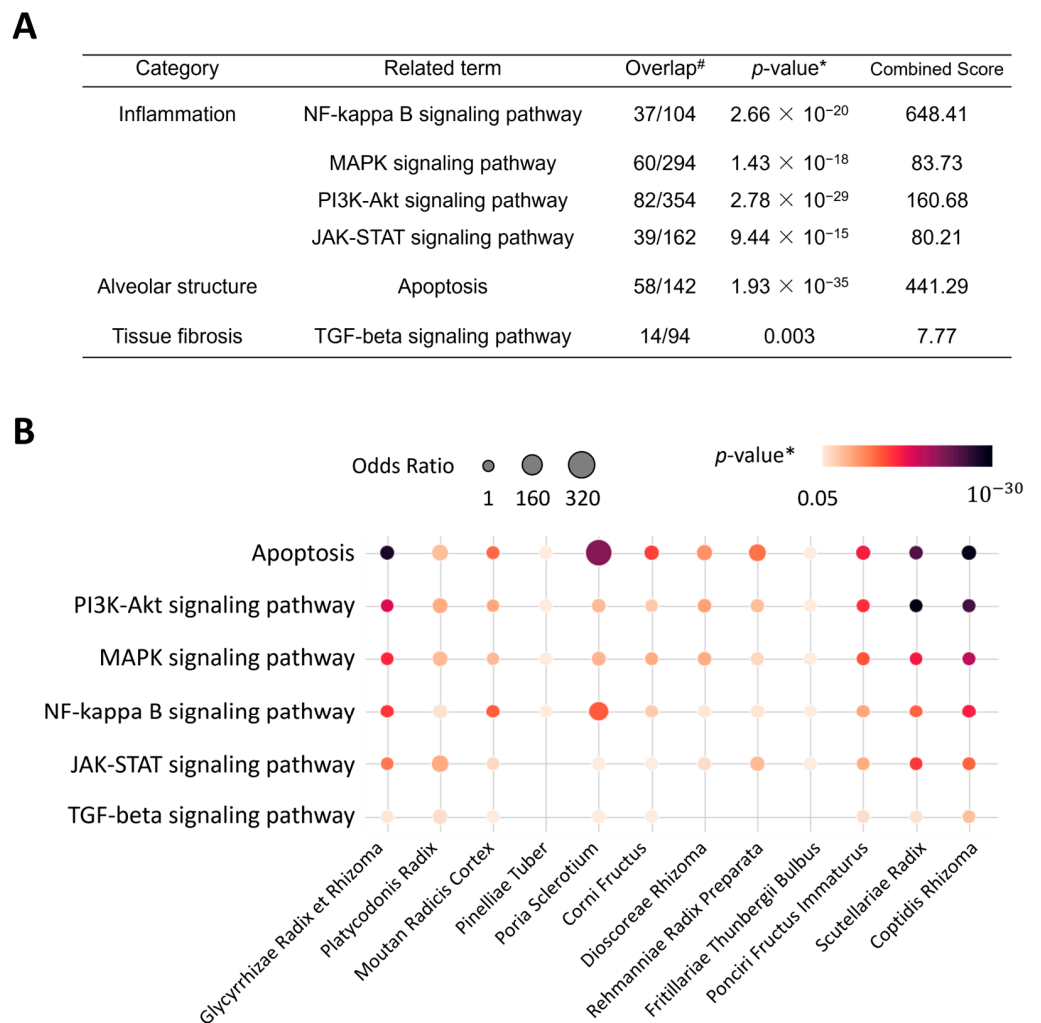 A
Category Related term Overlap# p-value* Combined Score
Inflammation NF-kappa B signaling pathway 37/104 2.66 × 10⁻²⁰ 648.41
MAPK signaling pathway 60/294 1.43 × 10⁻¹⁸ 83.73
PI3K-Akt signaling pathway 82/354 2.78 × 10⁻²⁹ 160.68
JAK-STAT signaling pathway 39/162 9.44 × 10⁻¹⁵ 80.21
Alveolar structure Apoptosis 58/142 1.93 × 10⁻³⁵ 441.29
Tissue fibrosis TGF-beta signaling pathway 14/94 0.003 7.77
B
Odds Ratio
1 160 320
p-value*
0.05 10⁻³⁰
Apoptosis
PI3K-Akt signaling pathway
MAPK signaling pathway
NF-kappa B signaling pathway
JAK-STAT signaling pathway
TGF-beta signaling pathway
Glycyrrhizae Radix et Rhizoma
Platycodonis Radix
Moutan Radicis Cortex
Pinelliae Tuber
Poria Sclerotium
Corni Fructus
Dioscoreae Rhizoma
Rehmanniae Radix Preparata
Fritillariae Thunbergii Bulbus
Ponciri Fructus Immaturus
Scutellariae Radix
Coptidis Rhizoma